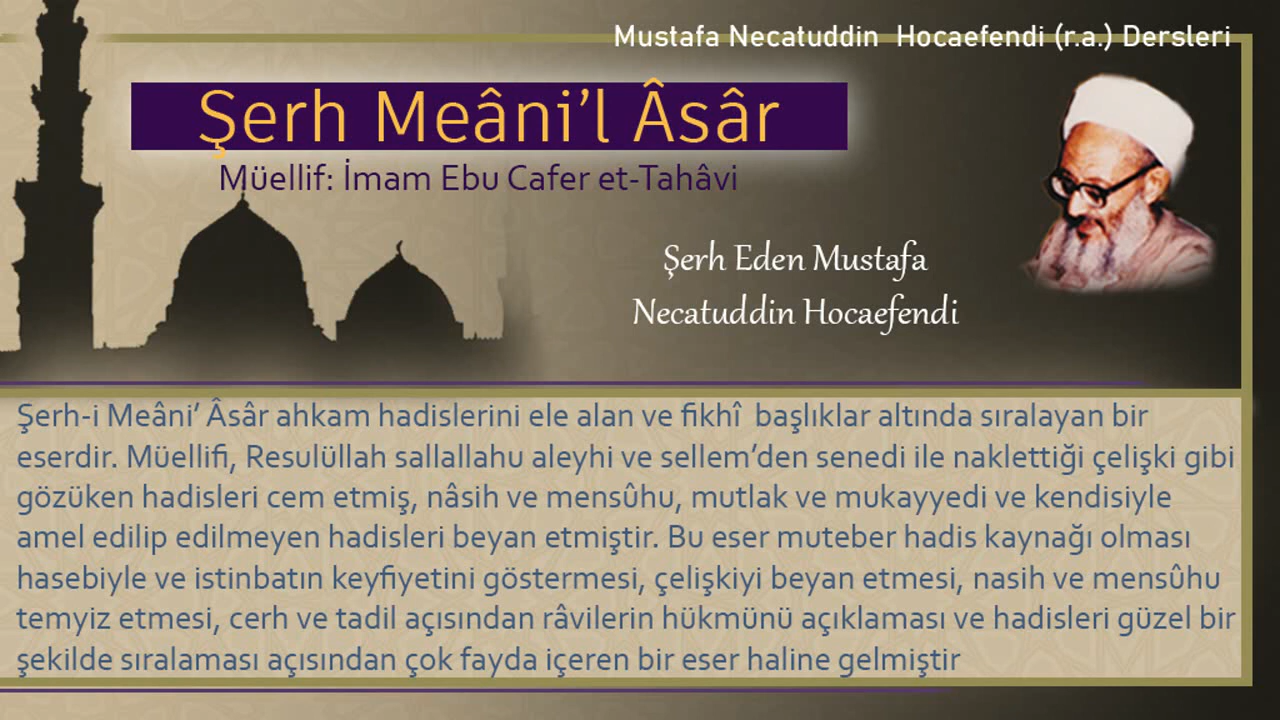 Mustafa Necatuddin Hocaefendi (r.a.) Dersleri
Şerh Meâni’l Âsâr
Müellif: İmam Ebu Cafer et-Tahâvi
Şerh Eden Mustafa
Necatuddin Hocaefendi
Şerh-i Meâni’ Âsâr ahkam hadislerini ele alan ve fikhî başlıklar altında sıralayan bir
eserdir. Müellifi, Resulüllah sallallahu aleyhi ve sellem’den senedi ile naklettiği çelişki gibi
gözüken hadisleri cem etmiş, nâsih ve mensûhu, mutlak ve mukayyedi ve kendisiyle
amel edilip edilmeyen hadisleri beyan etmiştir. Bu eser muteber hadis kaynağı olması
hasebiyle ve istinbatın keyfiyetini göstermesi, çelişkiyi beyan etmesi, nasih ve mensûhu
temyiz etmesi, cerh ve tadil açısından râvilerin hükmünü açıklaması ve hadisleri güzel bir
şekilde sıralaması açısından çok fayda içeren bir eser haline gelmiştir